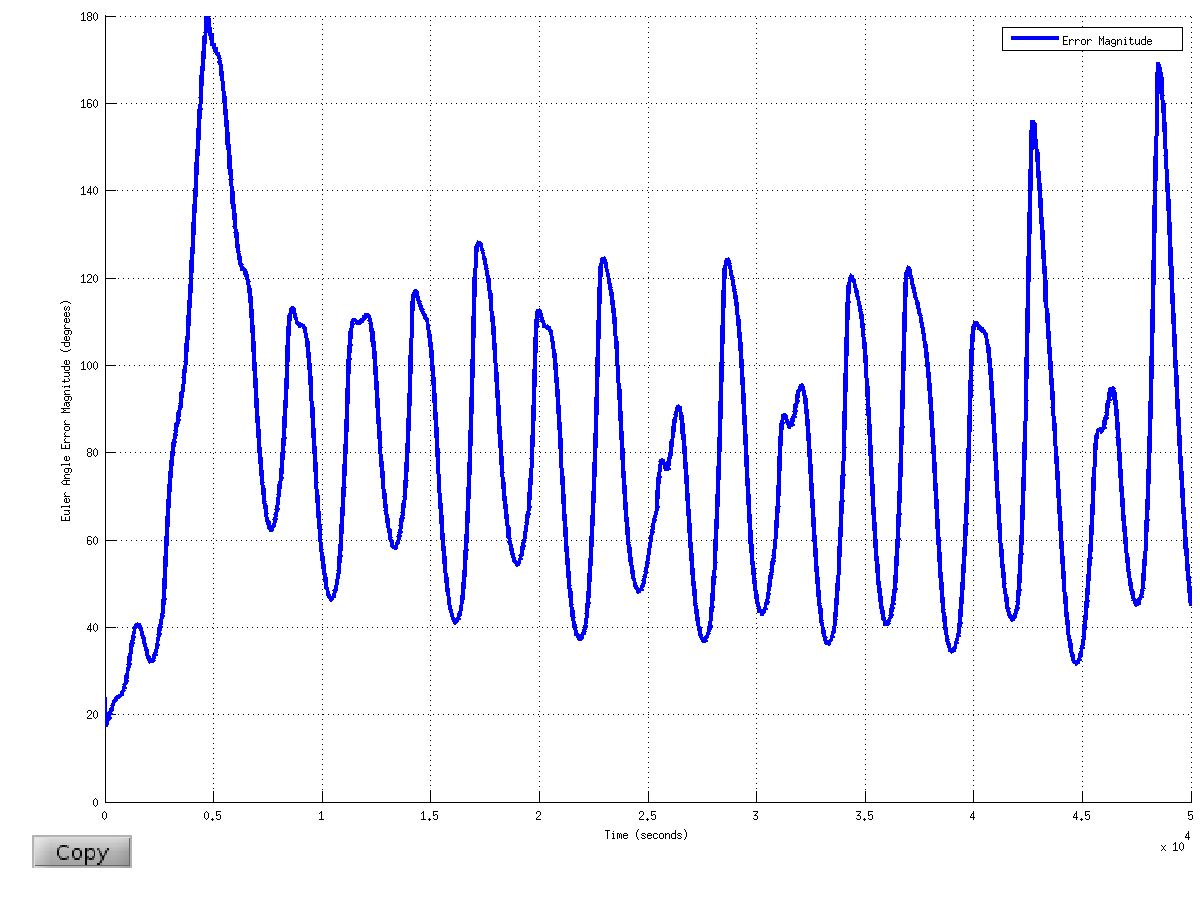 180
Error Magnitude
160
140
120
100
80
60
40
20
0
Euler Angle Error Magnitude (degrees)
0 0.5 1 1.5 2 2.5 3 3.5 4 4.5 5
Time (seconds)
x 10 4
Copy